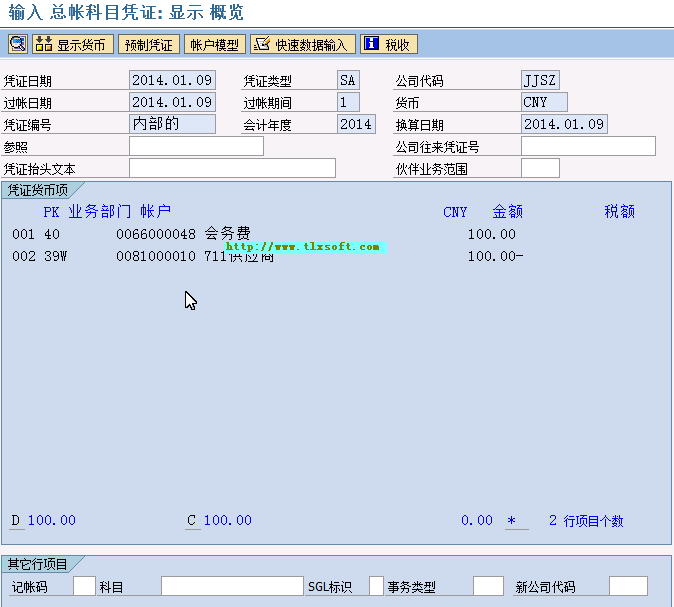 输入 总帐科目凭证: 显示 概览
显示货币 预制凭证 帐户模型 快速数据输入 税收
凭证日期 2014.01.09 凭证类型 SA 公司代码 JJSZ
过帐日期 2014.01.09 过帐期间 1 货币 CNY
凭证编号 内部的 会计年度 2014 换算日期 2014.01.09
参照 公司往来凭证号
凭证抬头文本 伙伴业务范围
凭证货币项
PK 业务部门 帐户 CNY 金额 税额
001 40 0066000048 会务费 100.00
http://www.tlxsoft.com
002 39W 0081000010 711供应商 100.00-
D 100.00 C 100.00 0.00 * 2 行项目个数
其它行项目
记帐码 科目 SGL标识 事务类型 新公司代码